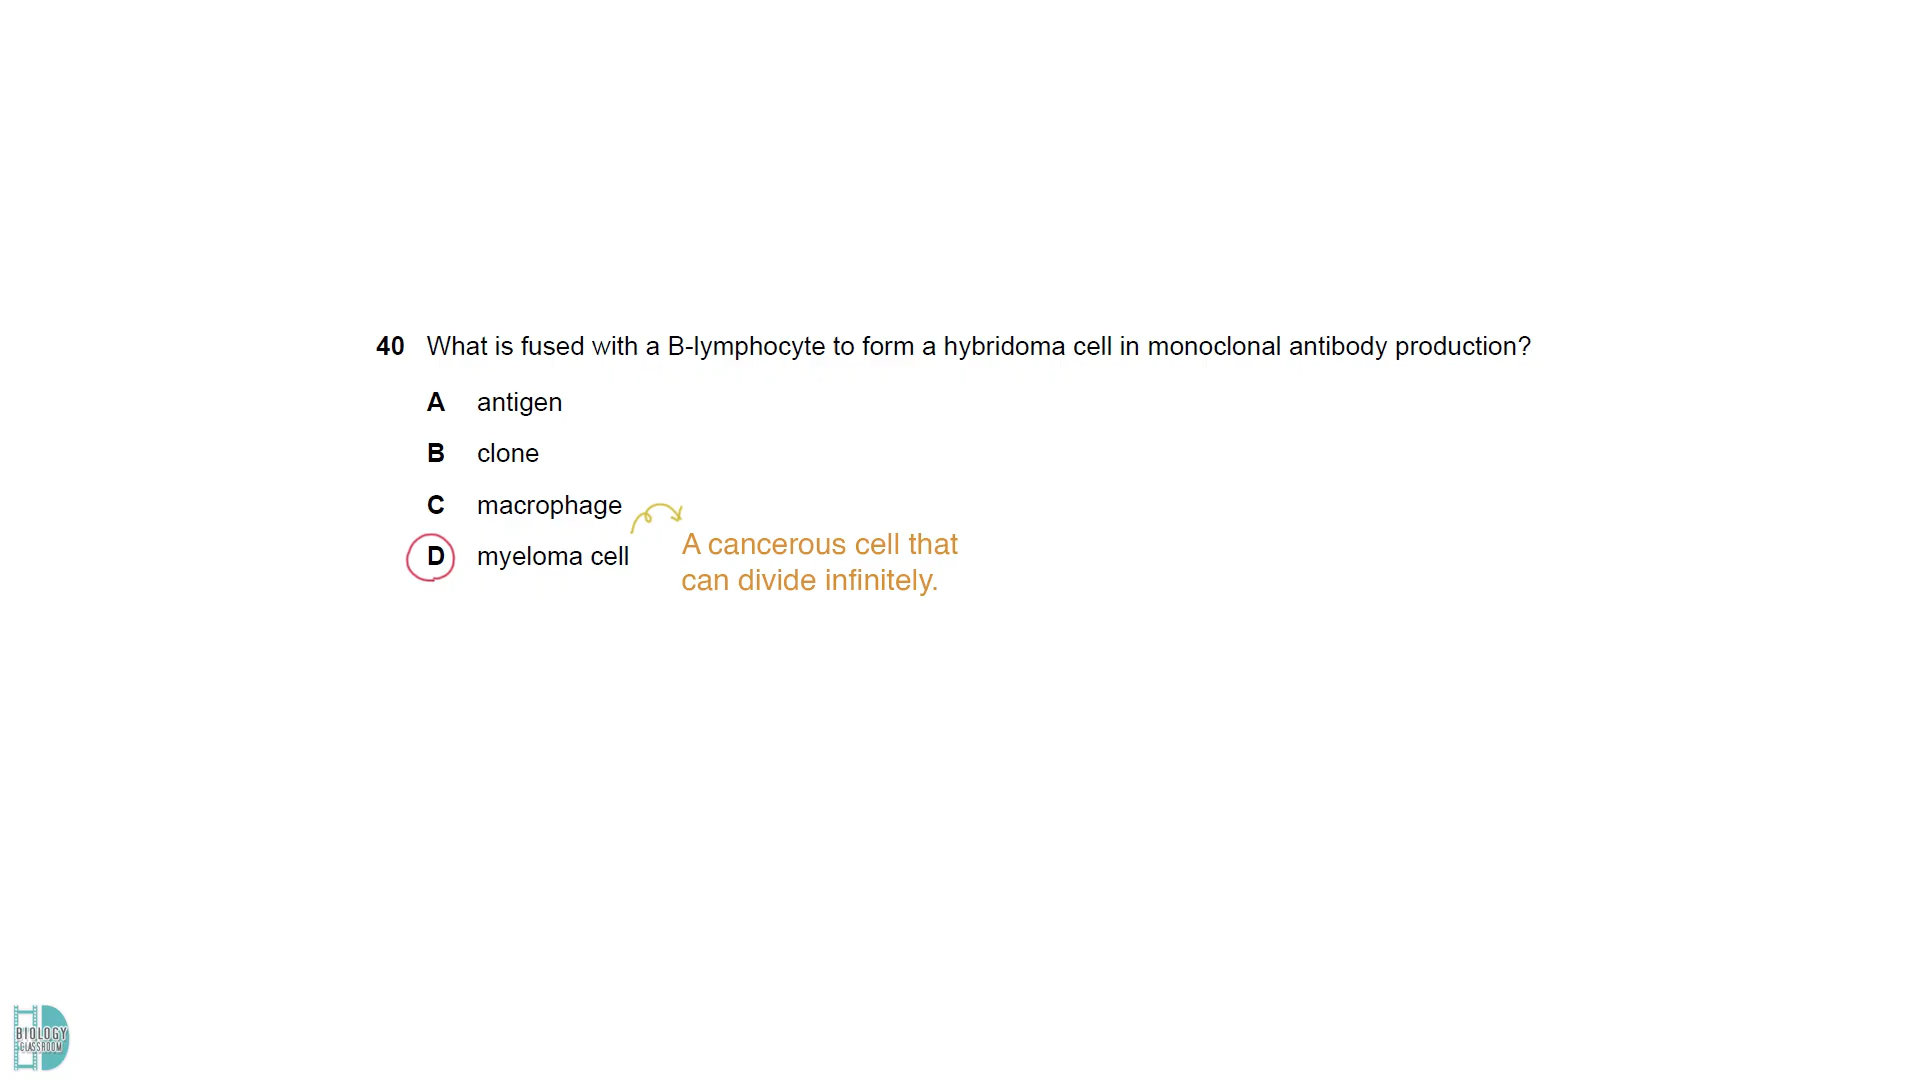 40 What is fused with a B-lymphocyte to form a hybridoma cell in monoclonal antibody production?
A antigen
B clone
C macrophage
D myeloma cell
A cancerous cell that
can divide infinitely.
BIOLOGY
CLASSROOM